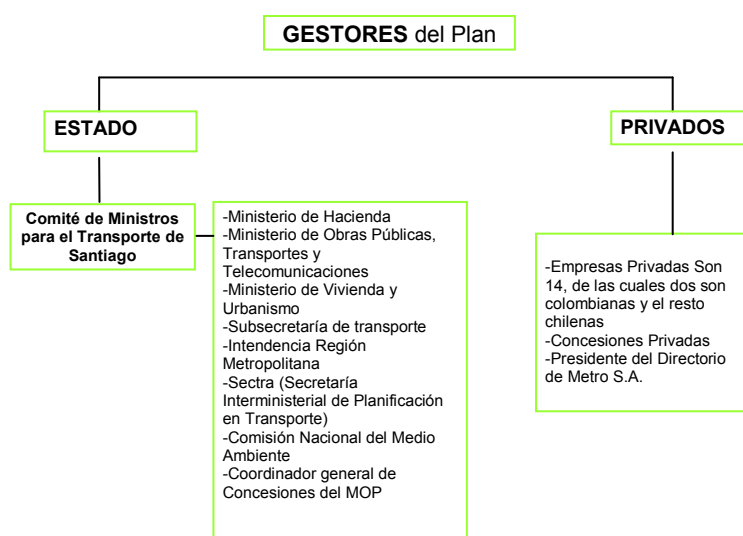 GESTORES del Plan
ESTADO
PRIVADOS
Comité de Ministros
para el Transporte de
Santiago
-Ministerio de Hacienda
-Ministerio de Obras Públicas,
Transportes y
Telecomunicaciones
-Ministerio de Vivienda y
Urbanismo
-Subsecretaría de transporte
-Intendencia Región
Metropolitana
-Sectra (Secretaría
Interministerial de Planificación
en Transporte)
-Comisión Nacional del Medio
Ambiente
-Coordinador general de
Concesiones del MOP
-Empresas Privadas Son
14, de las cuales dos son
colombianas y el resto
chilenas
-Concesiones Privadas
-Presidente del Directorio
de Metro S.A.